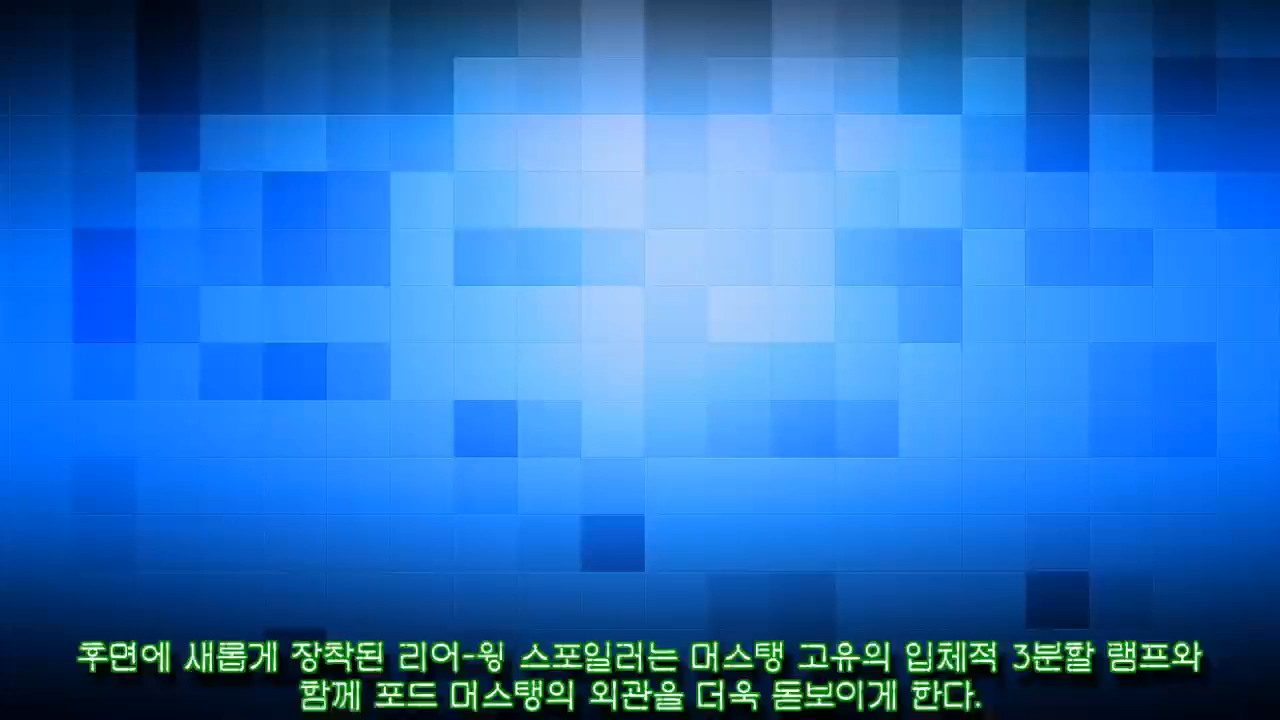 후면에 새롭게 장착된 리어-윙 스포일러는 머스탱 고유의 입체적 3분할 램프와
함께 포드 머스탱의 외관을 더욱 돋보이게 한다.